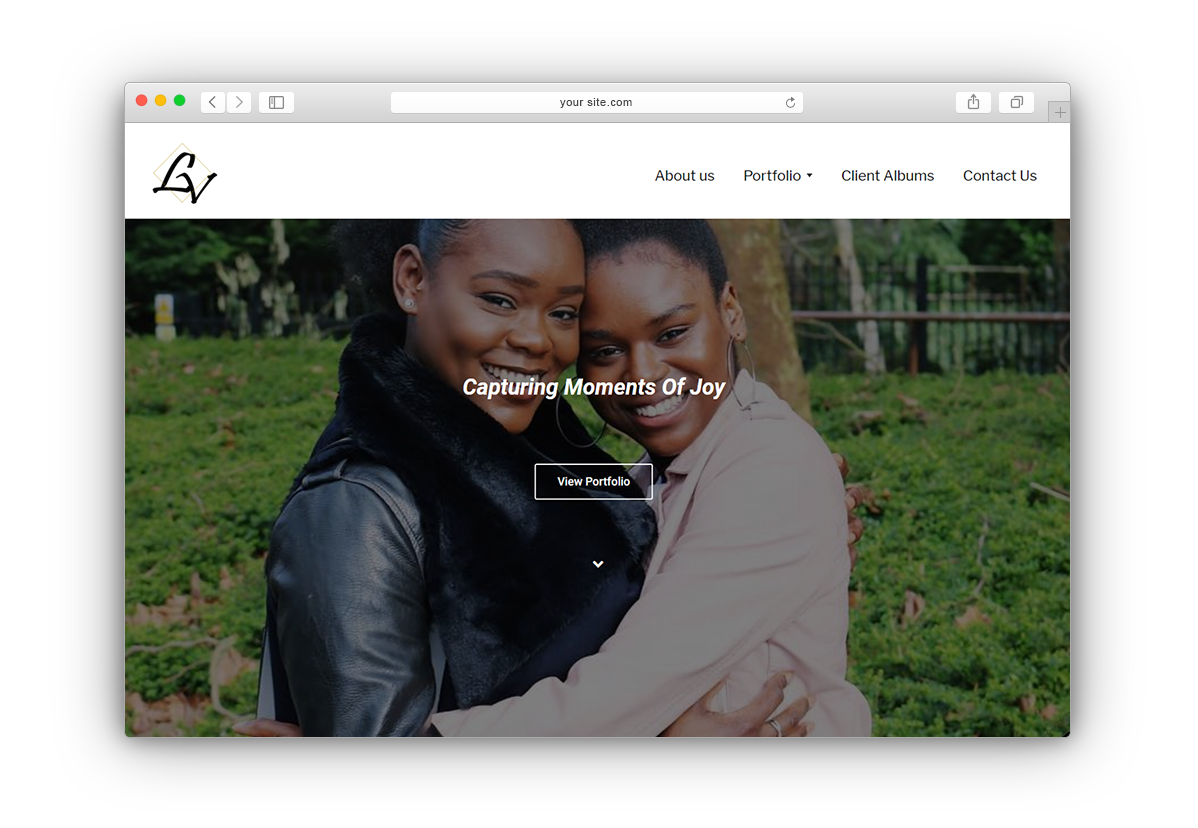 your site.com
LV
About us Portfolio Client Albums Contact Us
Capturing Moments Of Joy
View Portfolio